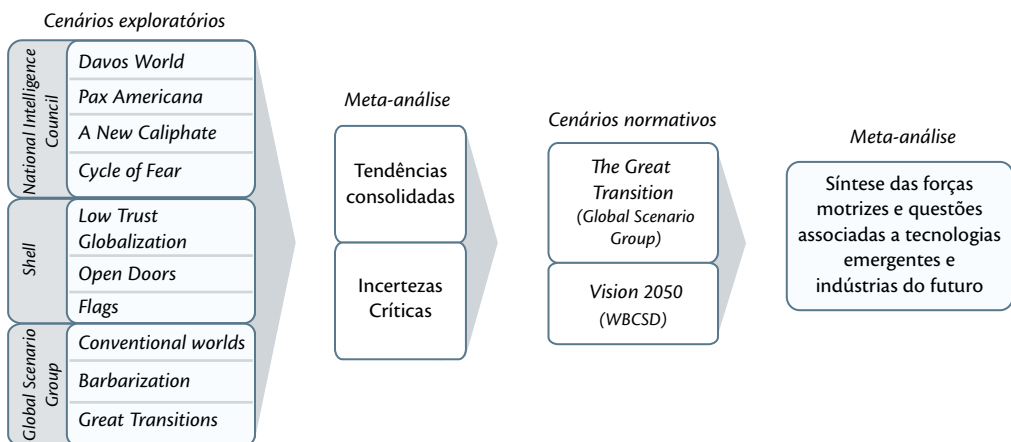 Cenários exploratórios
National Intelligence
Council
Davos World
Pax Americana
A New Caliphate
Cycle of Fear
Shell
Low Trust
Globalization
Open Doors
Flags
Global Scenario
Group
Conventional worlds
Barbarization
Great Transitions
Meta-análise
Tendências
consolidadas
Incertezas
Críticas
Cenários normativos
The Great
Transition
(Global Scenario
Group)
Vision 2050
(WBCSD)
Meta-análise
Síntese das forças
motrizes e questões
associadas a tecnologias
emergentes e
indústrias do futuro